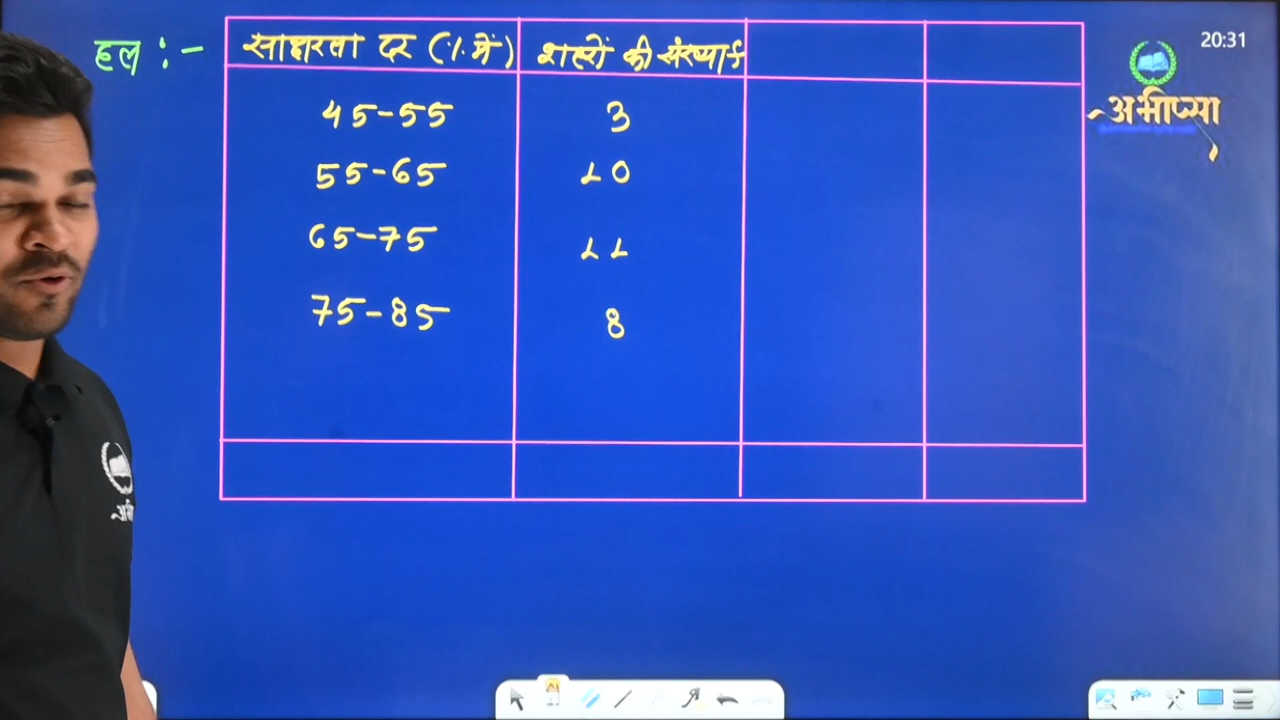 हल :- साक्षरता दर (% में) शहरों की संख्या f
45-55 3
55-65 10
65-75 11
75-85 8
20:31
अभीप्सा